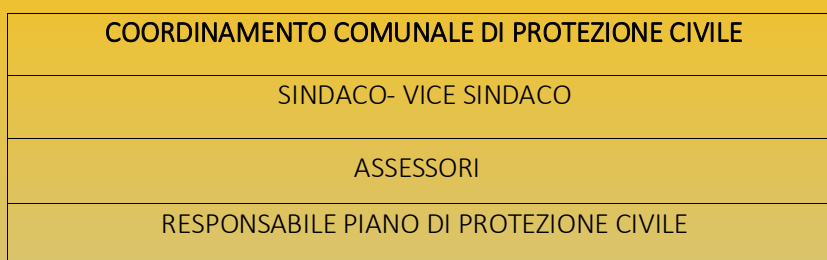 COORDINAMENTO COMUNALE DI PROTEZIONE CIVILE
SINDACO- VICE SINDACO
ASSESSORI
RESPONSABILE PIANO DI PROTEZIONE CIVILE